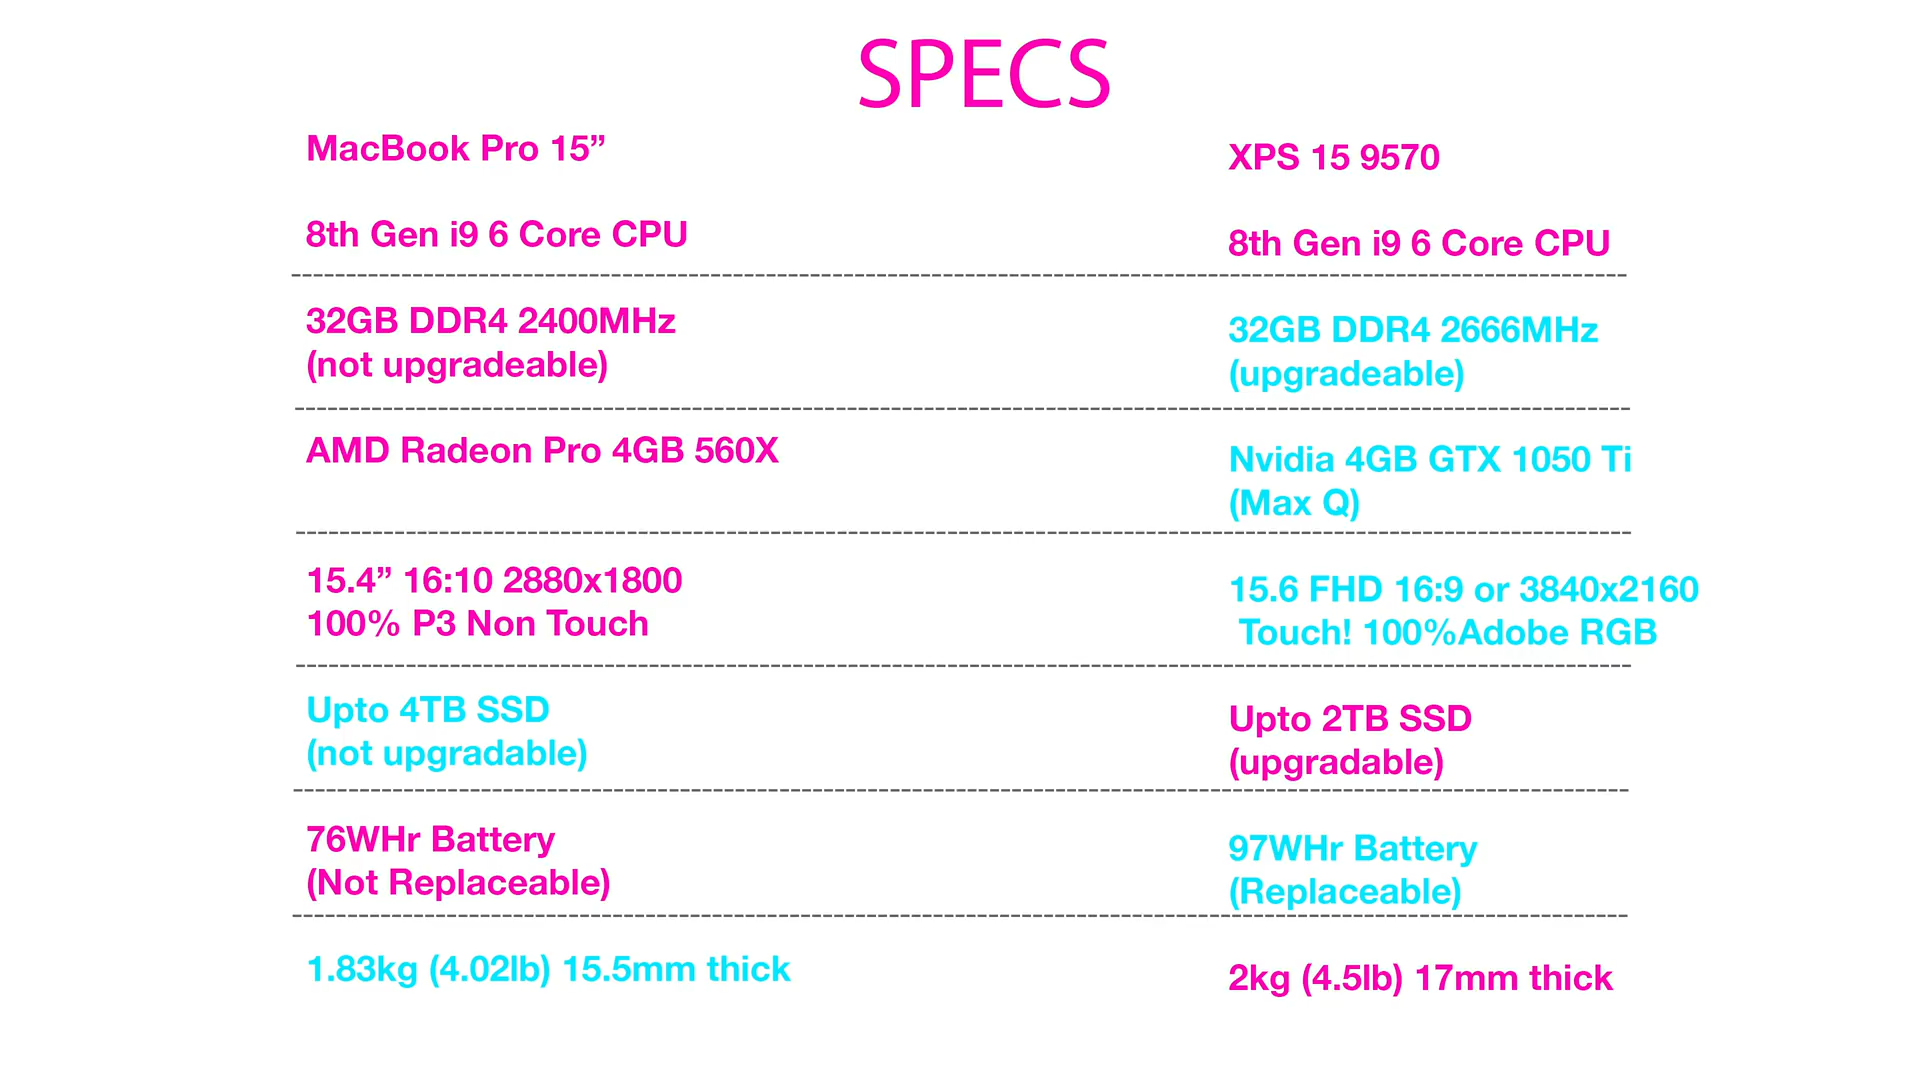 SPECS
MacBook Pro 15”
XPS 15 9570
8th Gen i9 6 Core CPU
8th Gen i9 6 Core CPU
32GB DDR4 2400MHz
(not upgradeable)
32GB DDR4 2666MHz
(upgradeable)
AMD Radeon Pro 4GB 560X
Nvidia 4GB GTX 1050 Ti
(Max Q)
15.4” 16:10 2880x1800
100% P3 Non Touch
15.6 FHD 16:9 or 3840x2160
Touch! 100%Adobe RGB
Upto 4TB SSD
(not upgradable)
Upto 2TB SSD
(upgradable)
76WHr Battery
(Not Replaceable)
97WHr Battery
(Replaceable)
1.83kg (4.02lb) 15.5mm thick
2kg (4.5lb) 17mm thick